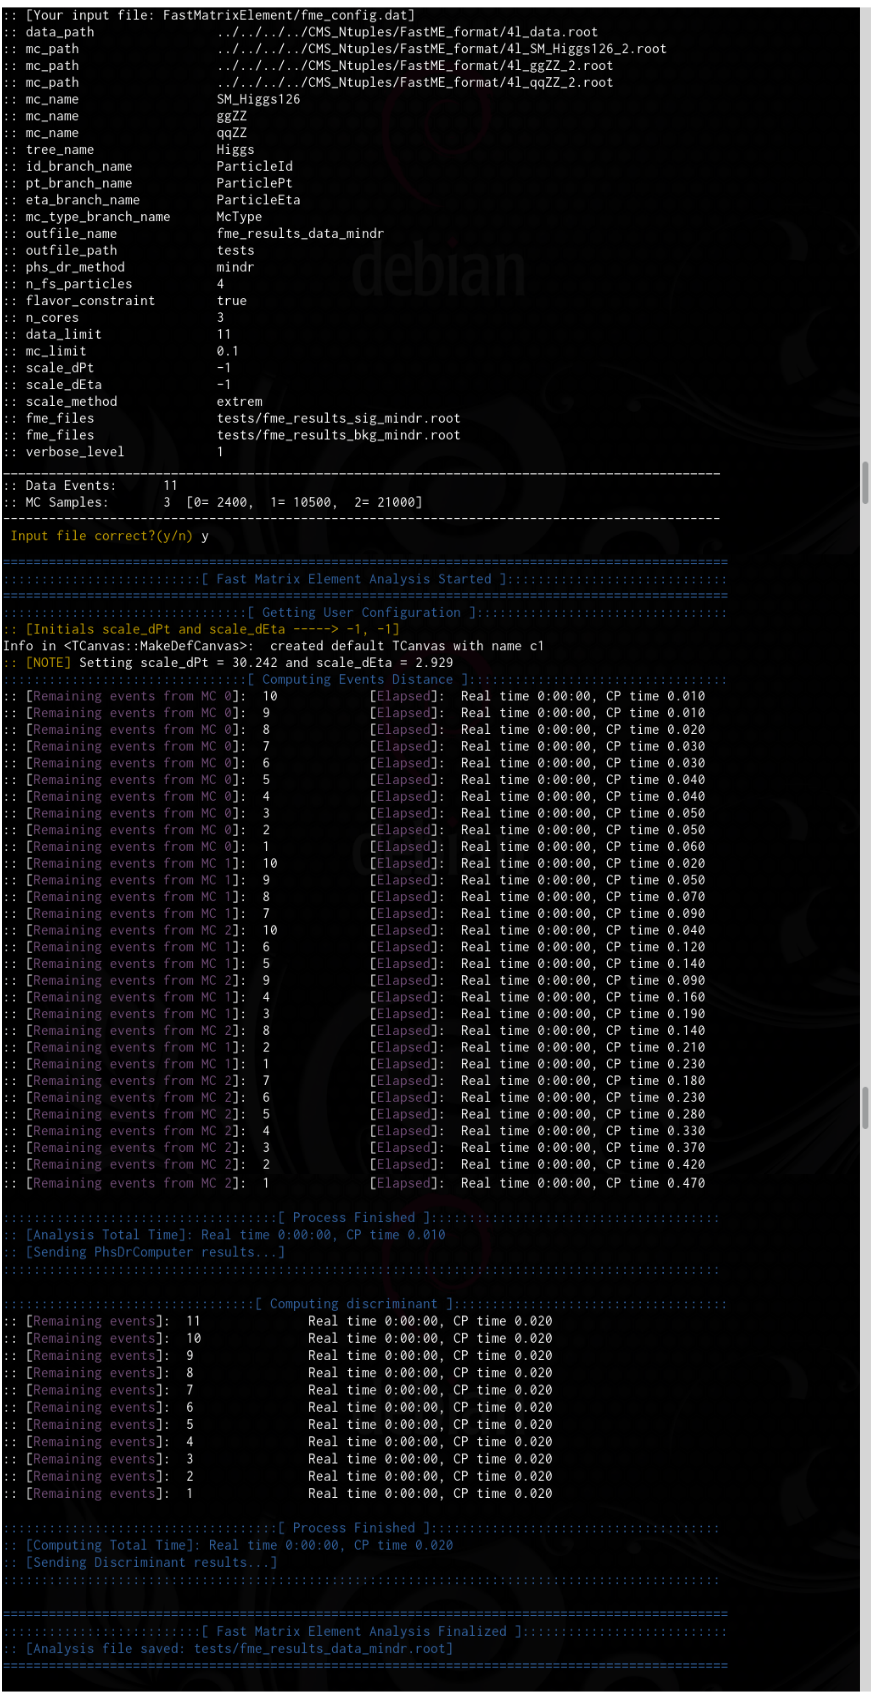 :: [Your input file: FastMatrixElement/fme_config.dat]
:: data_path ../../../../CMS_Ntuples/FastME_format/4l_data.root
:: mc_path ../../../../CMS_Ntuples/FastME_format/4l_SM_Higgs126_2.root
:: mc_path ../../../../CMS_Ntuples/FastME_format/4l_ggZZ_2.root
:: mc_path ../../../../CMS_Ntuples/FastME_format/4l_qqZZ_2.root
:: mc_name SM_Higgs126
:: mc_name ggZZ
:: mc_name qqZZ
:: tree_name Higgs
:: id_branch_name ParticleId
:: pt_branch_name ParticlePt
:: eta_branch_name ParticleEta
:: mc_type_branch_name McType
:: outfile_name fme_results_data_mindr
:: outfile_path tests
:: phs_dr_method mindr
:: n_fs_particles 4
:: flavor_constraint true
:: n_cores 3
:: data_limit 11
:: mc_limit 0.1
:: scale_dPt -1
:: scale_dEta -1
:: scale_method extrem
:: fme_files tests/fme_results_sig_mindr.root
:: fme_files tests/fme_results_bkg_mindr.root
:: verbose_level 1
:: Data Events: 11
:: MC Samples: 3 [0= 2400, 1= 10500, 2= 21000]
Input file correct?(y/n) y
[ Fast Matrix Element Analysis Started ]
[ Getting User Configuration ]
:: [Initials scale_dPt and scale_dEta -----> -1, -1]
Info in <TCanvas::MakeDefCanvas>: created default TCanvas with name c1
:: [NOTE] Setting scale_dPt = 30.242 and scale_dEta = 2.929
[ Computing Events Distance ]
:: [Remaining events from MC 0]: 10 [Elapsed]: Real time 0:00:00, CP time 0.010
:: [Remaining events from MC 0]: 9 [Elapsed]: Real time 0:00:00, CP time 0.010
:: [Remaining events from MC 0]: 8 [Elapsed]: Real time 0:00:00, CP time 0.020
:: [Remaining events from MC 0]: 7 [Elapsed]: Real time 0:00:00, CP time 0.030
:: [Remaining events from MC 0]: 6 [Elapsed]: Real time 0:00:00, CP time 0.030
:: [Remaining events from MC 0]: 5 [Elapsed]: Real time 0:00:00, CP time 0.040
:: [Remaining events from MC 0]: 4 [Elapsed]: Real time 0:00:00, CP time 0.040
:: [Remaining events from MC 0]: 3 [Elapsed]: Real time 0:00:00, CP time 0.050
:: [Remaining events from MC 0]: 2 [Elapsed]: Real time 0:00:00, CP time 0.050
:: [Remaining events from MC 0]: 1 [Elapsed]: Real time 0:00:00, CP time 0.060
:: [Remaining events from MC 1]: 10 [Elapsed]: Real time 0:00:00, CP time 0.020
:: [Remaining events from MC 1]: 9 [Elapsed]: Real time 0:00:00, CP time 0.050
:: [Remaining events from MC 1]: 8 [Elapsed]: Real time 0:00:00, CP time 0.070
:: [Remaining events from MC 1]: 7 [Elapsed]: Real time 0:00:00, CP time 0.090
:: [Remaining events from MC 2]: 10 [Elapsed]: Real time 0:00:00, CP time 0.040
:: [Remaining events from MC 1]: 6 [Elapsed]: Real time 0:00:00, CP time 0.120
:: [Remaining events from MC 1]: 5 [Elapsed]: Real time 0:00:00, CP time 0.140
:: [Remaining events from MC 2]: 9 [Elapsed]: Real time 0:00:00, CP time 0.090
:: [Remaining events from MC 1]: 4 [Elapsed]: Real time 0:00:00, CP time 0.160
:: [Remaining events from MC 1]: 3 [Elapsed]: Real time 0:00:00, CP time 0.190
:: [Remaining events from MC 2]: 8 [Elapsed]: Real time 0:00:00, CP time 0.140
:: [Remaining events from MC 1]: 2 [Elapsed]: Real time 0:00:00, CP time 0.210
:: [Remaining events from MC 1]: 1 [Elapsed]: Real time 0:00:00, CP time 0.230
:: [Remaining events from MC 2]: 7 [Elapsed]: Real time 0:00:00, CP time 0.180
:: [Remaining events from MC 2]: 6 [Elapsed]: Real time 0:00:00, CP time 0.230
:: [Remaining events from MC 2]: 5 [Elapsed]: Real time 0:00:00, CP time 0.280
:: [Remaining events from MC 2]: 4 [Elapsed]: Real time 0:00:00, CP time 0.330
:: [Remaining events from MC 2]: 3 [Elapsed]: Real time 0:00:00, CP time 0.370
:: [Remaining events from MC 2]: 2 [Elapsed]: Real time 0:00:00, CP time 0.420
:: [Remaining events from MC 2]: 1 [Elapsed]: Real time 0:00:00, CP time 0.470
[ Process Finished ]
:: [Analysis Total Time]: Real time 0:00:00, CP time 0.010
:: [Sending PhsDrComputer results...]
[ Computing discriminant ]
:: [Remaining events]: 11 Real time 0:00:00, CP time 0.020
:: [Remaining events]: 10 Real time 0:00:00, CP time 0.020
:: [Remaining events]: 9 Real time 0:00:00, CP time 0.020
:: [Remaining events]: 8 Real time 0:00:00, CP time 0.020
:: [Remaining events]: 7 Real time 0:00:00, CP time 0.020
:: [Remaining events]: 6 Real time 0:00:00, CP time 0.020
:: [Remaining events]: 5 Real time 0:00:00, CP time 0.020
:: [Remaining events]: 4 Real time 0:00:00, CP time 0.020
:: [Remaining events]: 3 Real time 0:00:00, CP time 0.020
:: [Remaining events]: 2 Real time 0:00:00, CP time 0.020
:: [Remaining events]: 1 Real time 0:00:00, CP time 0.020
[ Process Finished ]
:: [Computing Total Time]: Real time 0:00:00, CP time 0.020
:: [Sending Discriminant results...]
[ Fast Matrix Element Analysis Finalized ]
:: [Analysis file saved: tests/fme_results_data_mindr.root]
debian